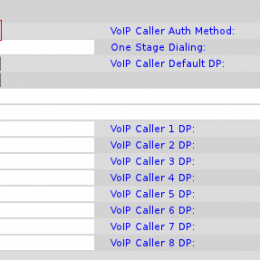 VoIP Caller Auth Method:
One Stage Dialing:
VoIP Caller Default DP:
VoIP Caller 1 DP:
VoIP Caller 2 DP:
VoIP Caller 3 DP:
VoIP Caller 4 DP:
VoIP Caller 5 DP:
VoIP Caller 6 DP:
VoIP Caller 7 DP:
VoIP Caller 8 DP: